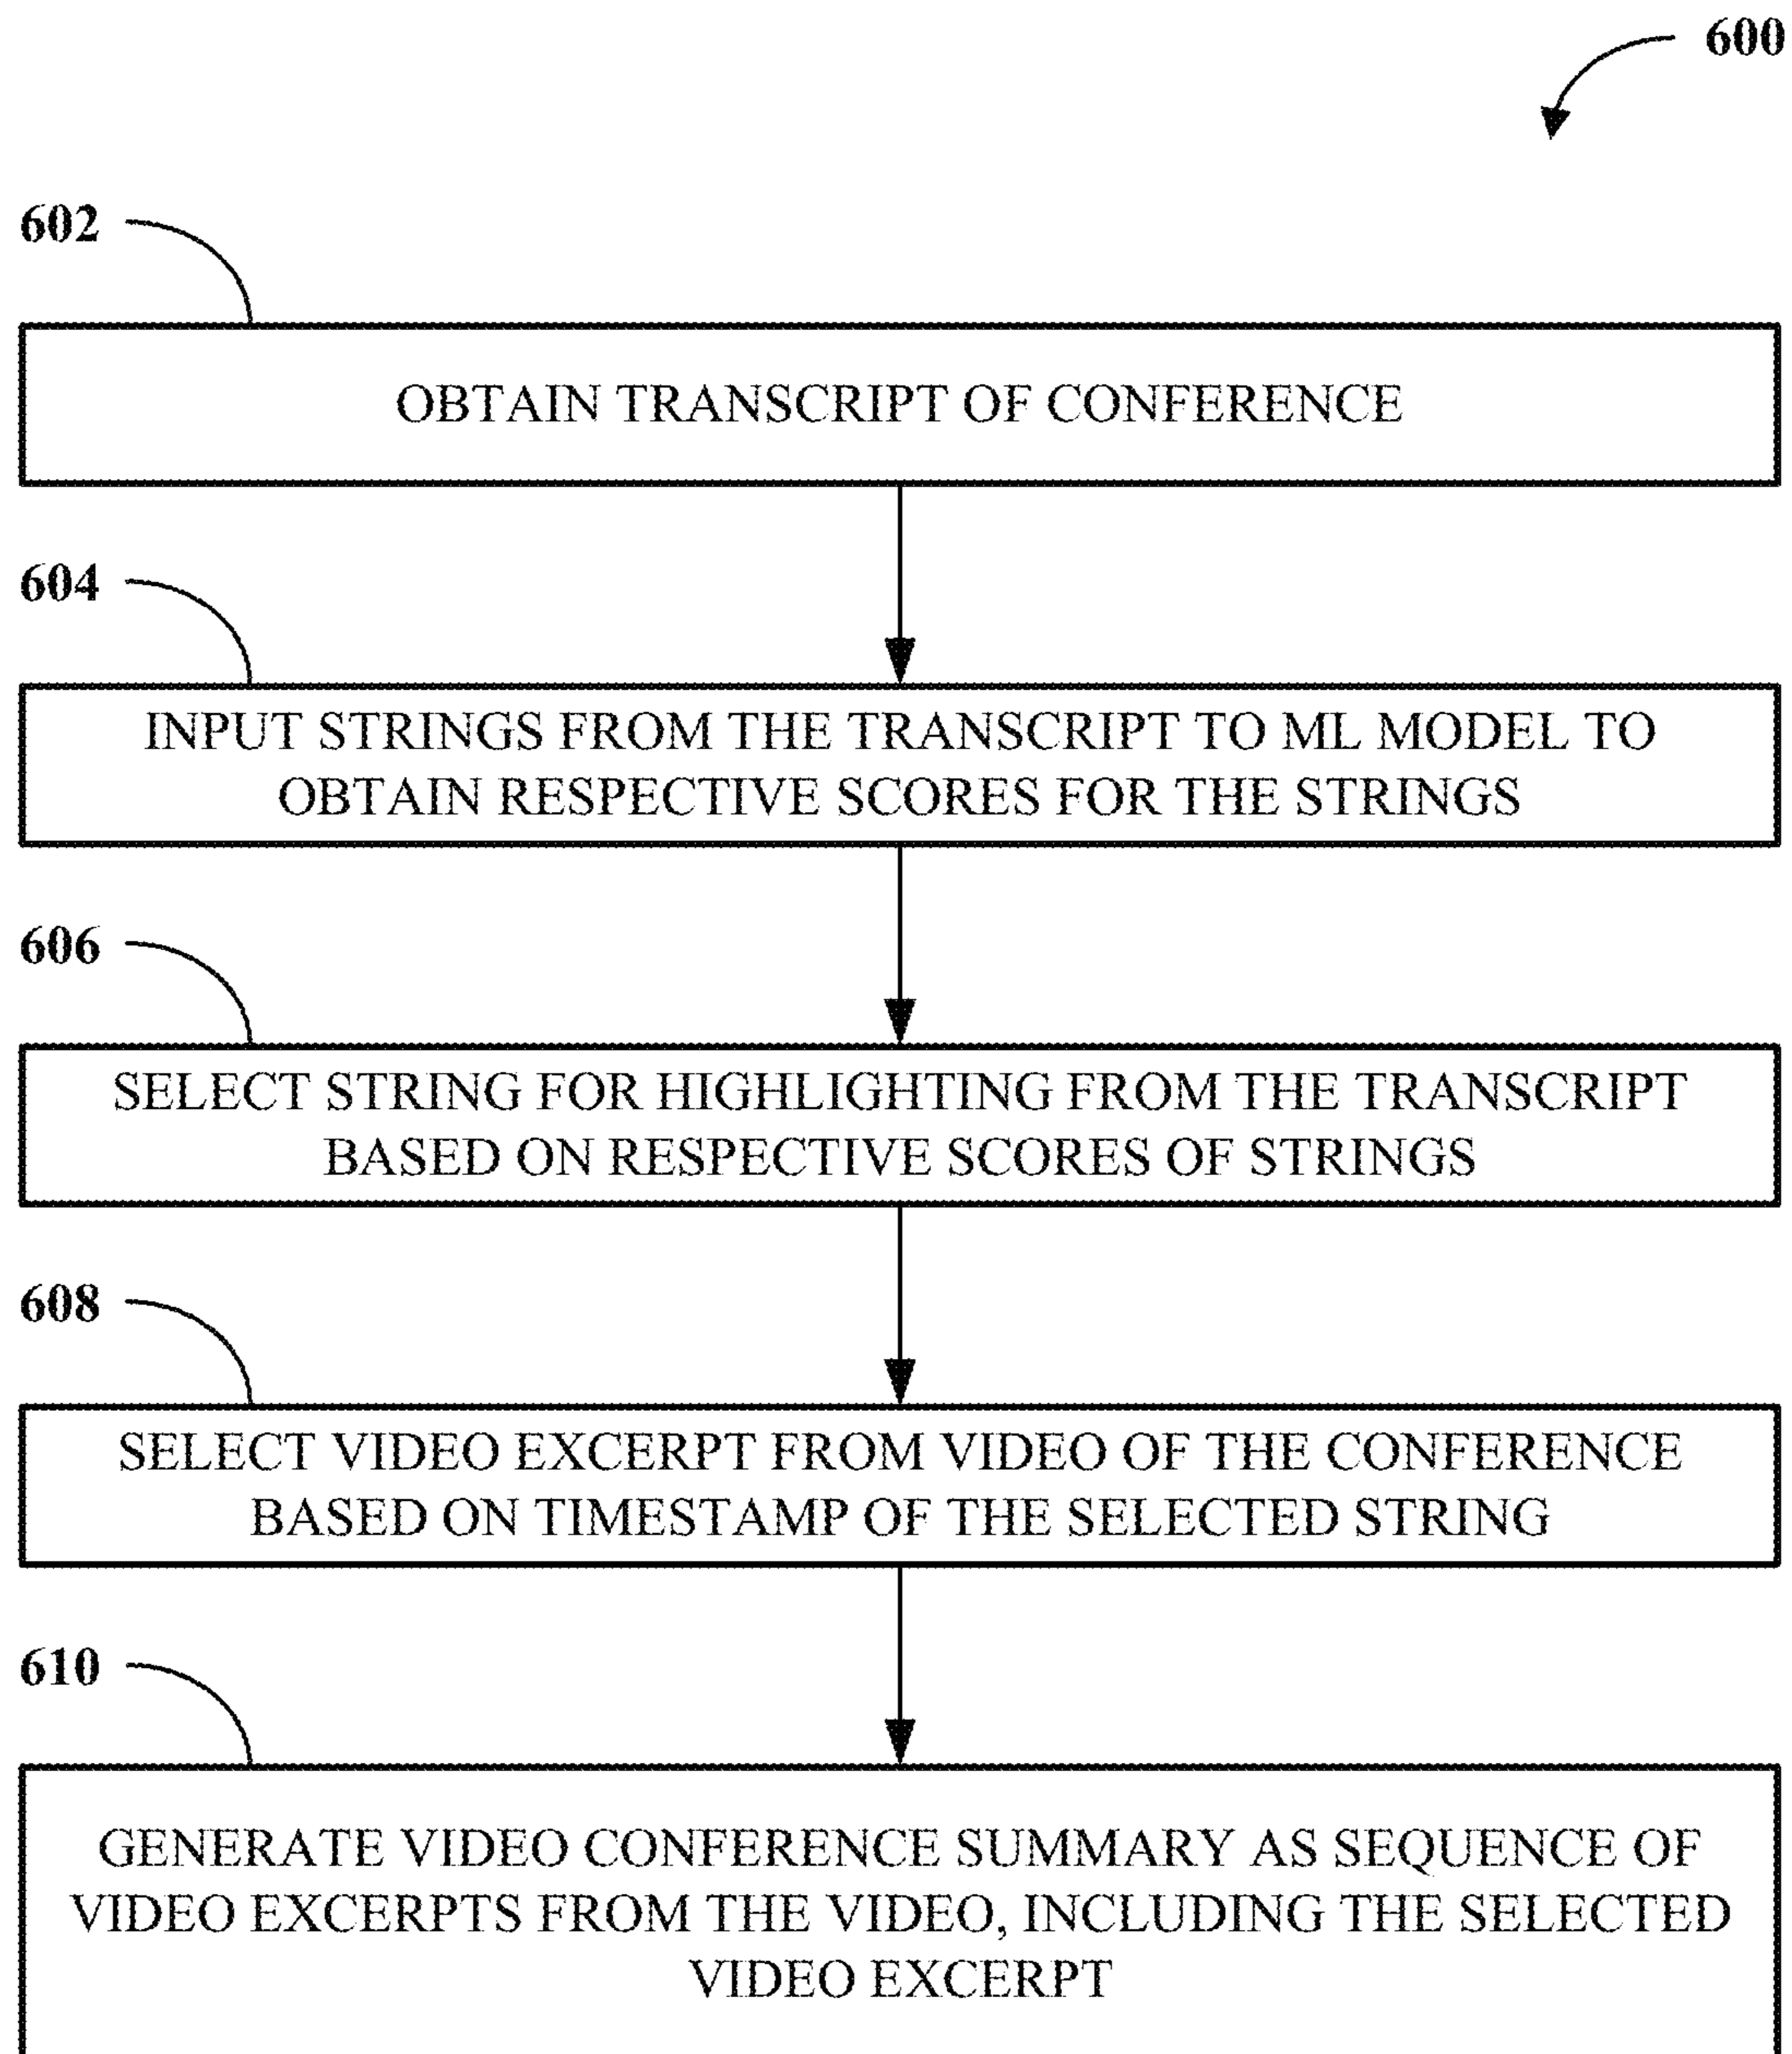 600
602
OBTAIN TRANSCRIPT OF CONFERENCE
604
INPUT STRINGS FROM THE TRANSCRIPT TO ML MODEL TO
OBTAIN RESPECTIVE SCORES FOR THE STRINGS
606
SELECT STRING FOR HIGHLIGHTING FROM THE TRANSCRIPT
BASED ON RESPECTIVE SCORES OF STRINGS
608
SELECT VIDEO EXCERPT FROM VIDEO OF THE CONFERENCE
BASED ON TIMESTAMP OF THE SELECTED STRING
610
GENERATE VIDEO CONFERENCE SUMMARY AS SEQUENCE OF
VIDEO EXCERPTS FROM THE VIDEO, INCLUDING THE SELECTED
VIDEO EXCERPT